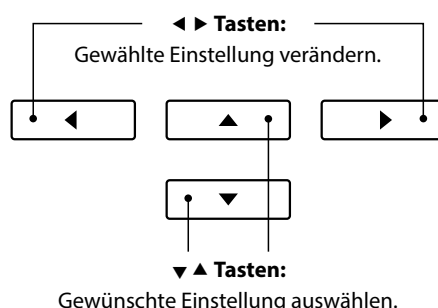 ◄ ► Tasten:
Gewählte Einstellung verändern.
◄ ▲ ►
▼
▼ ▲ Tasten:
Gewünschte Einstellung auswählen.